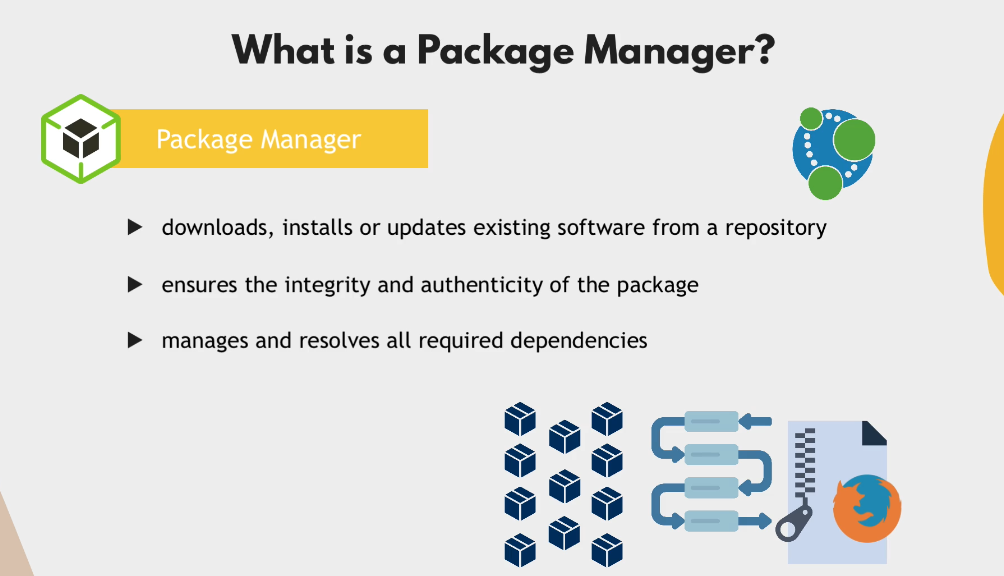 What is a Package Manager?
Package Manager
downloads, installs or updates existing software from a repository
ensures the integrity and authenticity of the package
manages and resolves all required dependencies